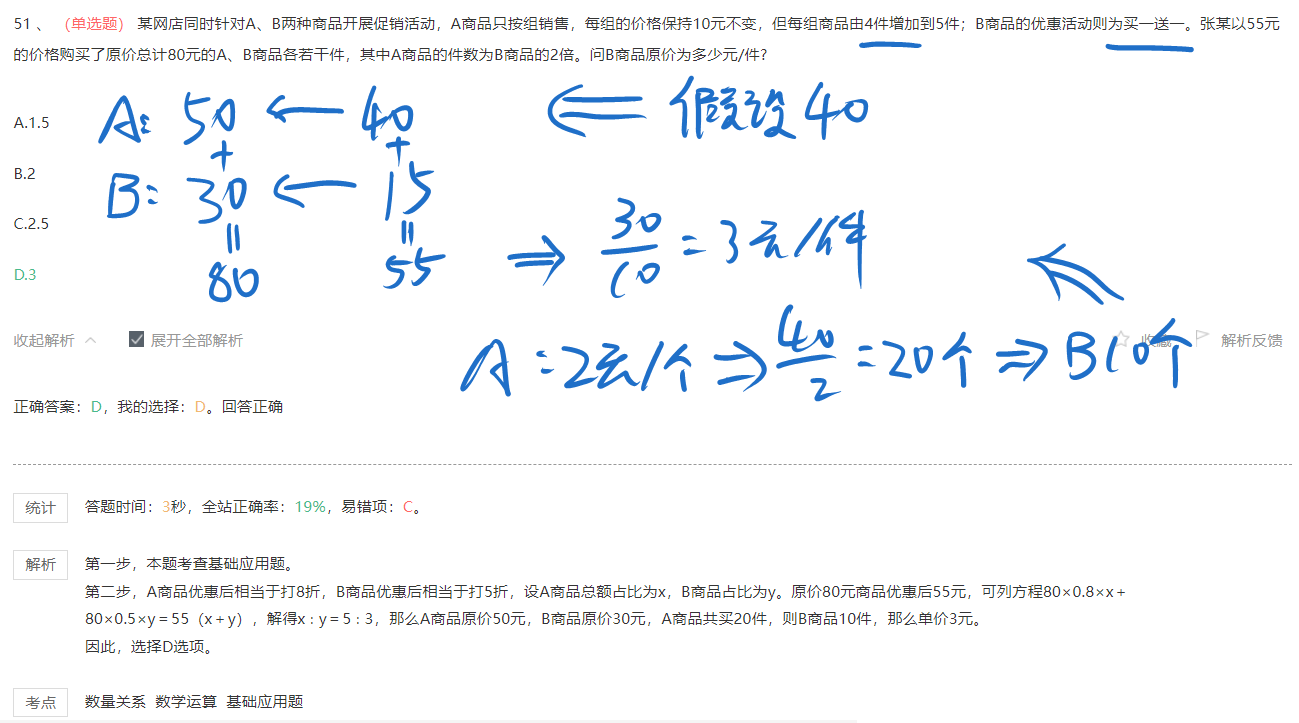 51 、 （单选题） 某网店同时针对A、B两种商品开展促销活动，A商品只按组销售，每组的价格保持10元不变，但每组商品由4件增加到5件；B商品的优惠活动则为买一送一。张某以55元
的价格购买了原价总计80元的A、B商品各若干件，其中A商品的件数为B商品的2倍。问B商品原价为多少元/件?
A.1.5
B.2
C.2.5
D.3
A: 50 ← 40 ⇐ 假设40
+ +
B: 30 ← 15
= =
80 55 ⇒ 30/10 = 3元/件
A:2元/个 ⇒ 40/2 = 20个 ⇒ B10个
收起解析 展开全部解析 收藏 解析反馈
正确答案：D，我的选择：D。回答正确
统计 答题时间：3秒，全站正确率：19%，易错项：C。
解析 第一步，本题考查基础应用题。
第二步，A商品优惠后相当于打8折，B商品优惠后相当于打5折，设A商品总额占比为x，B商品占比为y。原价80元商品优惠后55元，可列方程80×0.8×x＋
80×0.5×y＝55（x＋y），解得x∶y＝5∶3，那么A商品原价50元，B商品原价30元，A商品共买20件，则B商品10件，那么单价3元。
因此，选择D选项。
考点 数量关系 数学运算 基础应用题